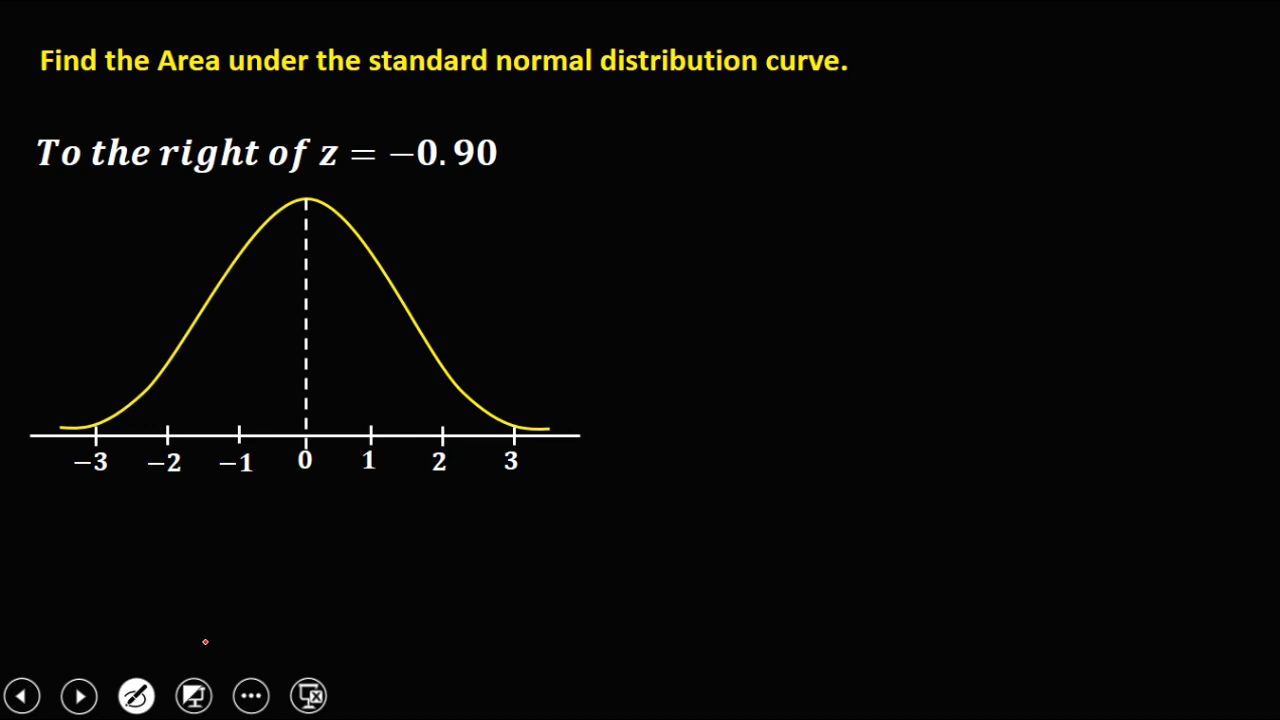 Find the Area under the standard normal distribution curve.
To the right of z = −0.90
−3 −2 −1 0 1 2 3